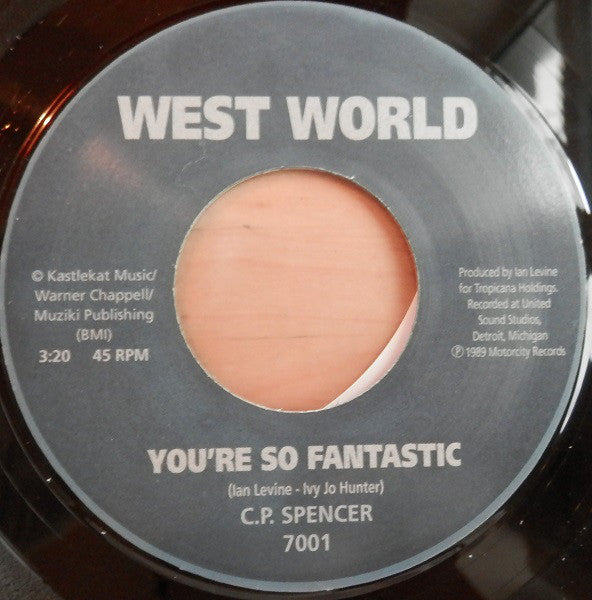 WEST WORLD
© Kastlekat Music/
Warner Chappell/
Muziki Publishing
(BMI)
3:20 45 RPM
Produced by Ian Levine
for Tropicana Holdings.
Recorded at United
Sound Studios,
Detroit, Michigan
℗ 1989 Motorcity Records
YOU'RE SO FANTASTIC
(Ian Levine - Ivy Jo Hunter)
C.P. SPENCER
7001